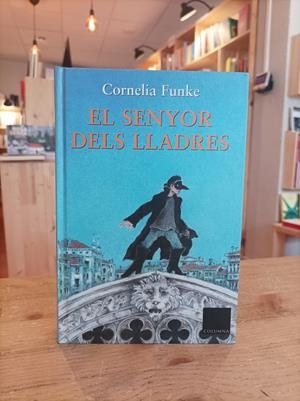 Cornelia Funke
EL SENYOR
DELS LLADRES
COLUMNA